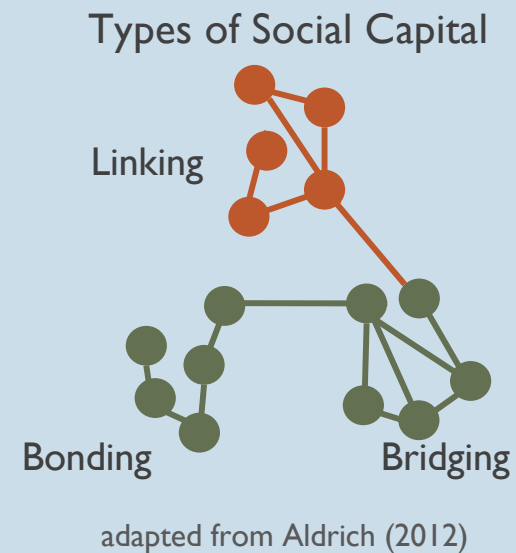 Types of Social Capital
Linking
Bonding
Bridging
adapted from Aldrich (2012)